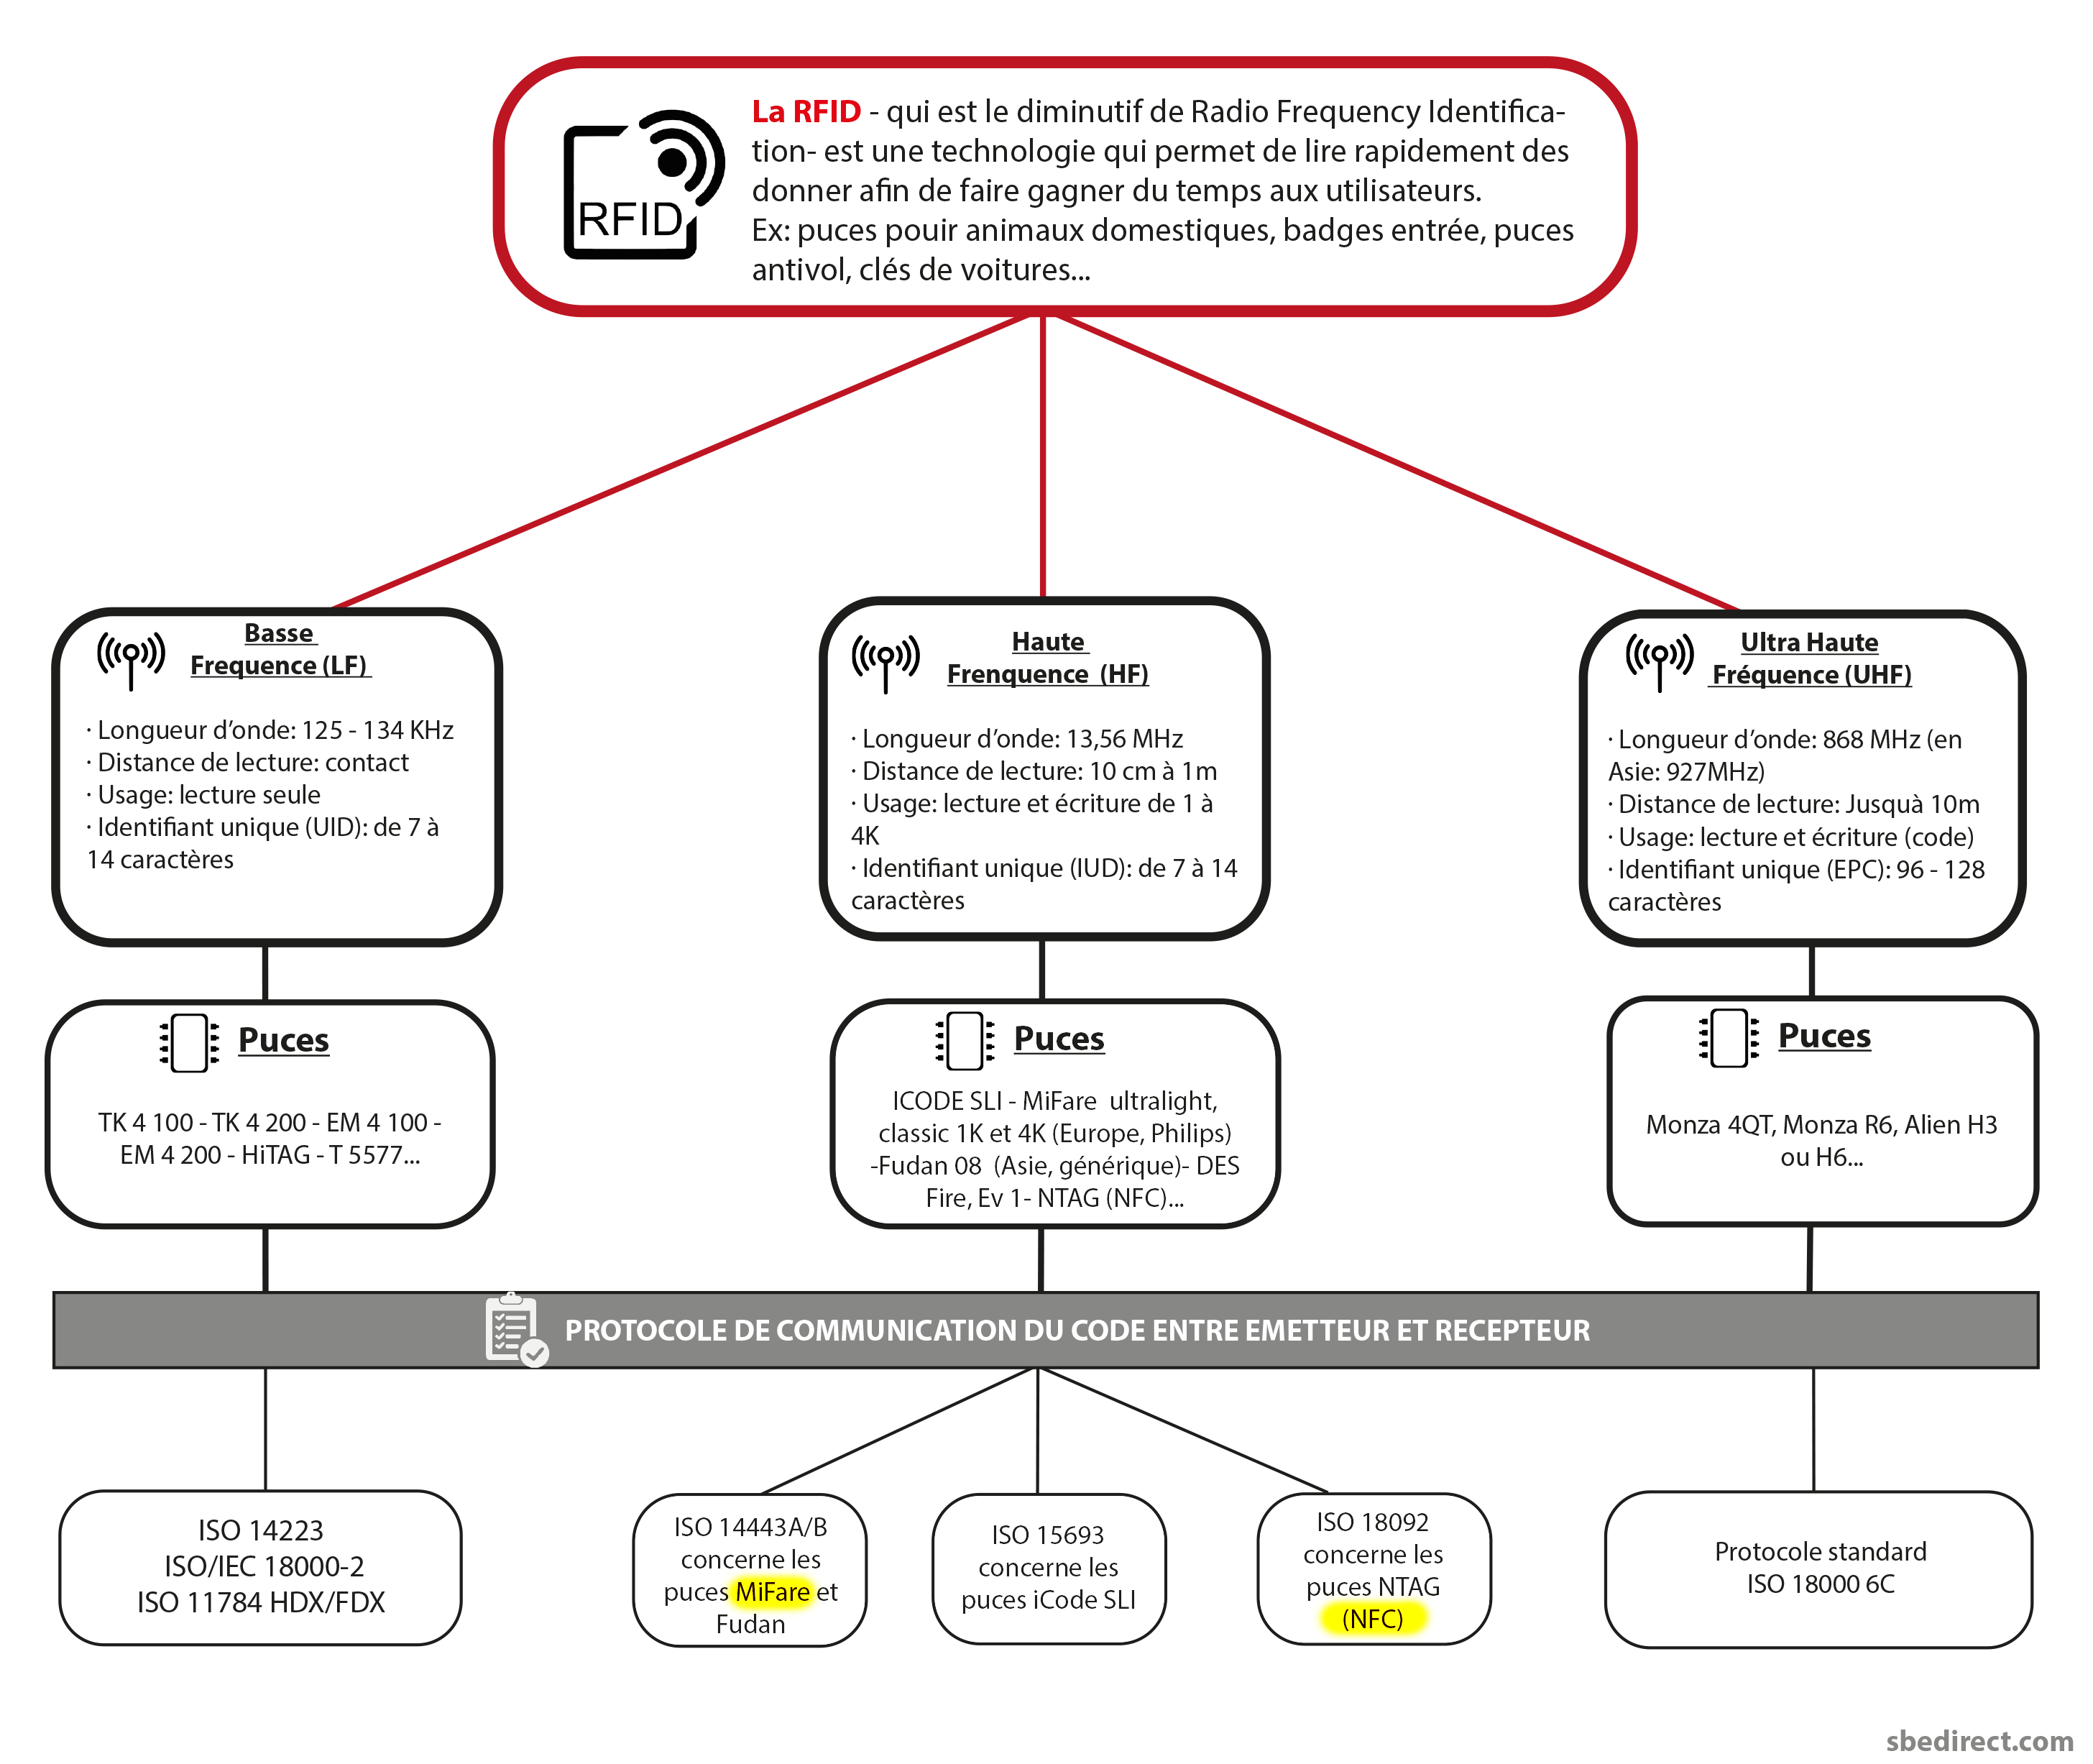 La RFID - qui est le diminutif de Radio Frequency Identifica-
tion- est une technologie qui permet de lire rapidement des
donner afin de faire gagner du temps aux utilisateurs.
Ex: puces pouir animaux domestiques, badges entrée, puces
antivol, clés de voitures...
RFID
Basse
Frequence (LF)
· Longueur d’onde: 125 - 134 KHz
· Distance de lecture: contact
· Usage: lecture seule
· Identifiant unique (UID): de 7 à
14 caractères
Haute
Frenquence (HF)
· Longueur d’onde: 13,56 MHz
· Distance de lecture: 10 cm à 1m
· Usage: lecture et écriture de 1 à
4K
· Identifiant unique (IUD): de 7 à 14
caractères
Ultra Haute
Fréquence (UHF)
· Longueur d’onde: 868 MHz (en
Asie: 927MHz)
· Distance de lecture: Jusquà 10m
· Usage: lecture et écriture (code)
· Identifiant unique (EPC): 96 - 128
caractères
Puces
TK 4 100 - TK 4 200 - EM 4 100 -
EM 4 200 - HiTAG - T 5577...
Puces
ICODE SLI - MiFare ultralight,
classic 1K et 4K (Europe, Philips)
-Fudan 08 (Asie, générique)- DES
Fire, Ev 1- NTAG (NFC)...
Puces
Monza 4QT, Monza R6, Alien H3
ou H6...
PROTOCOLE DE COMMUNICATION DU CODE ENTRE EMETTEUR ET RECEPTEUR
ISO 14223
ISO/IEC 18000-2
ISO 11784 HDX/FDX
ISO 14443A/B
concerne les
puces MiFare et
Fudan
ISO 15693
concerne les
puces iCode SLI
ISO 18092
concerne les
puces NTAG
(NFC)
Protocole standard
ISO 18000 6C
sbedirect.com